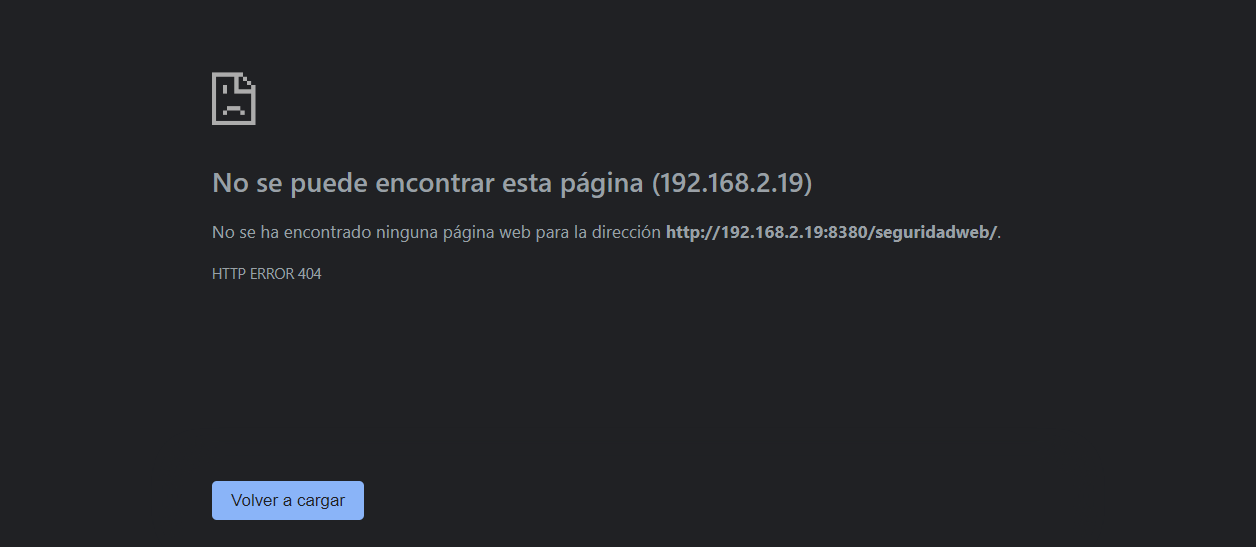 No se puede encontrar esta página (192.168.2.19)
No se ha encontrado ninguna página web para la dirección http://192.168.2.19:8380/seguridadweb/.
HTTP ERROR 404
Volver a cargar